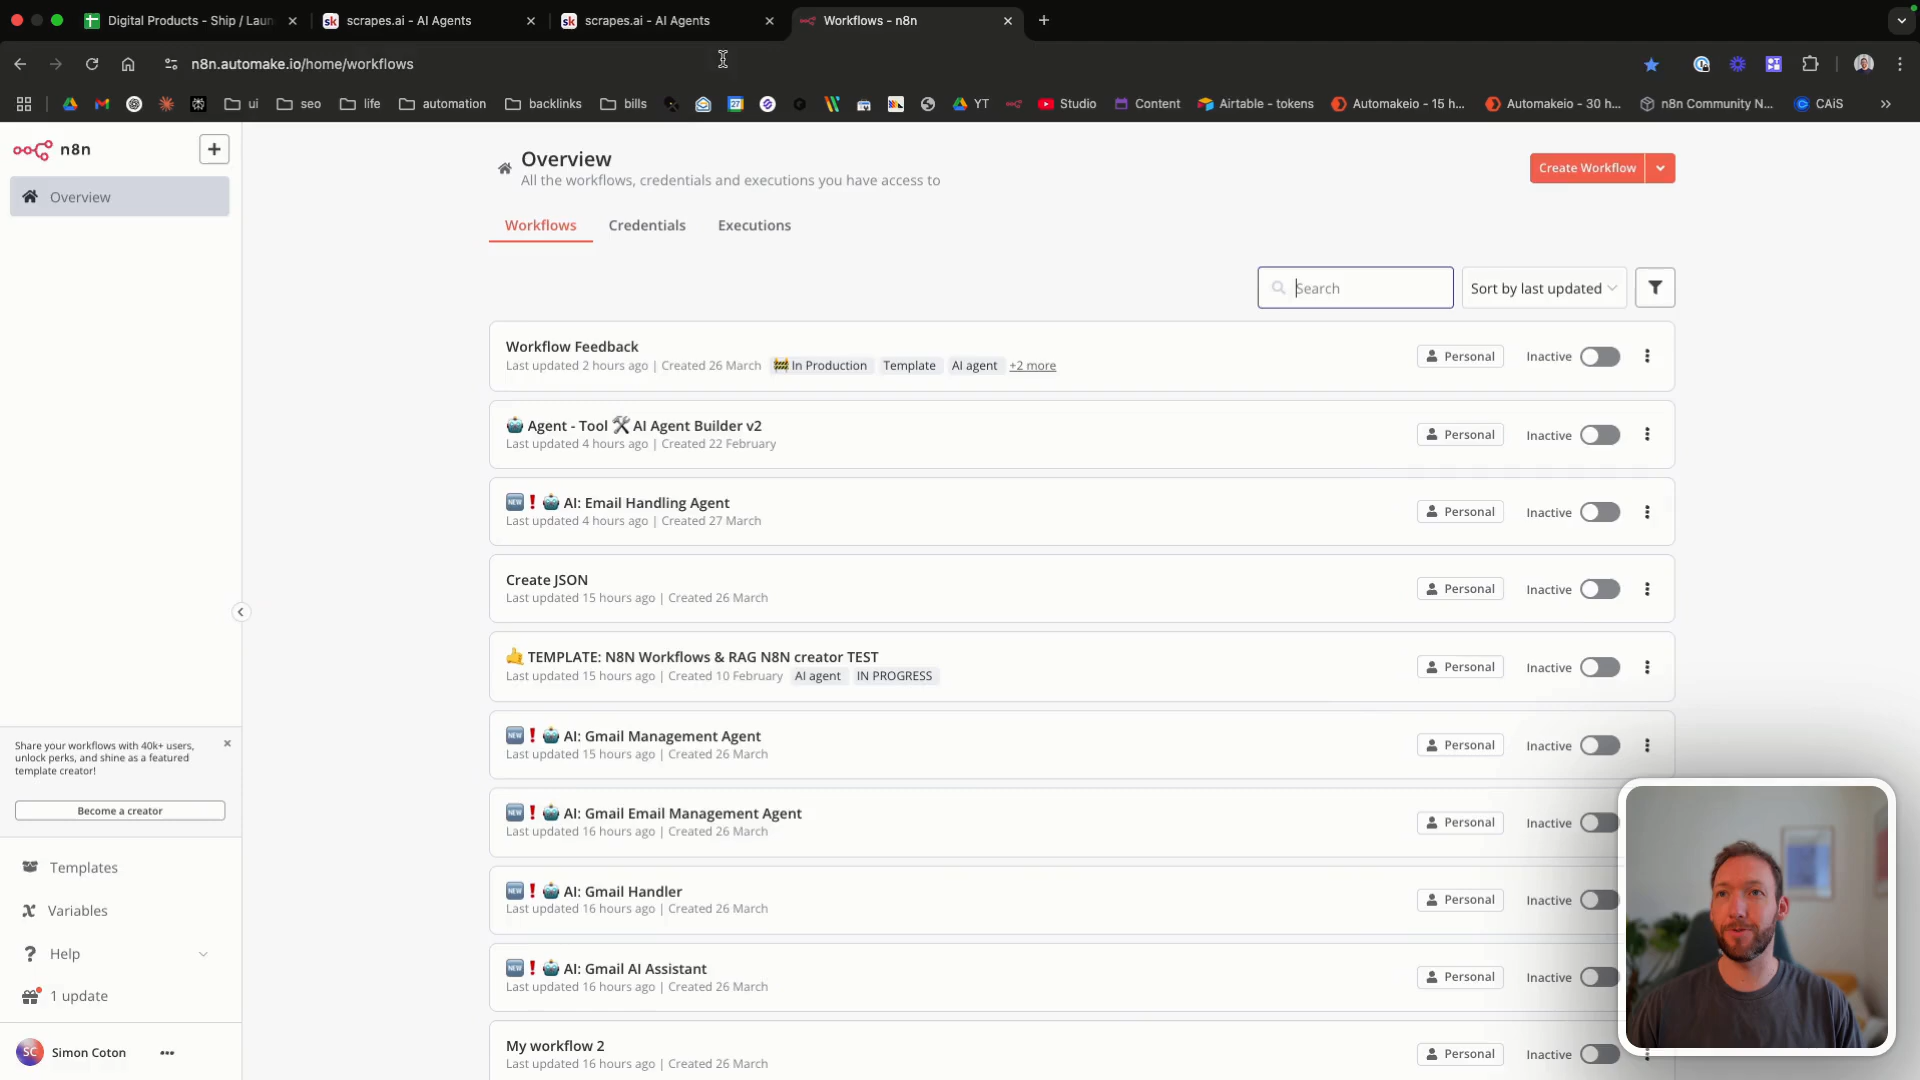 Digital Products - Ship / Laun
scrapes.ai - AI Agents
scrapes.ai - AI Agents
Workflows - n8n
n8n.automake.io/home/workflows
ui
seo
life
automation
backlinks
bills
YT
Studio
Content
Airtable - tokens
Automakeio - 15 h...
Automakeio - 30 h...
n8n Community N...
CAiS
n8n
Overview
Overview
All the workflows, credentials and executions you have access to
Create Workflow
Workflows
Credentials
Executions
Search
Sort by last updated
Workflow Feedback
Last updated 2 hours ago | Created 26 March
🚧 In Production
Template
AI agent
+2 more
Personal
Inactive
🤖 Agent - Tool 🛠️ AI Agent Builder v2
Last updated 4 hours ago | Created 22 February
Personal
Inactive
🆕❗🤖 AI: Email Handling Agent
Last updated 4 hours ago | Created 27 March
Personal
Inactive
Create JSON
Last updated 15 hours ago | Created 26 March
Personal
Inactive
🤙 TEMPLATE: N8N Workflows & RAG N8N creator TEST
Last updated 15 hours ago | Created 10 February
AI agent
IN PROGRESS
Personal
Inactive
🆕❗🤖 AI: Gmail Management Agent
Last updated 15 hours ago | Created 26 March
Personal
Inactive
🆕❗🤖 AI: Gmail Email Management Agent
Last updated 16 hours ago | Created 26 March
Personal
Inactive
🆕❗🤖 AI: Gmail Handler
Last updated 16 hours ago | Created 26 March
Personal
Inactive
🆕❗🤖 AI: Gmail AI Assistant
Last updated 16 hours ago | Created 26 March
Personal
Inactive
My workflow 2
Last updated 16 hours ago | Created 26 March
Personal
Inactive
Share your workflows with 40k+ users,
unlock perks, and shine as a featured
template creator!
Become a creator
Templates
Variables
Help
1 update
SC
Simon Coton